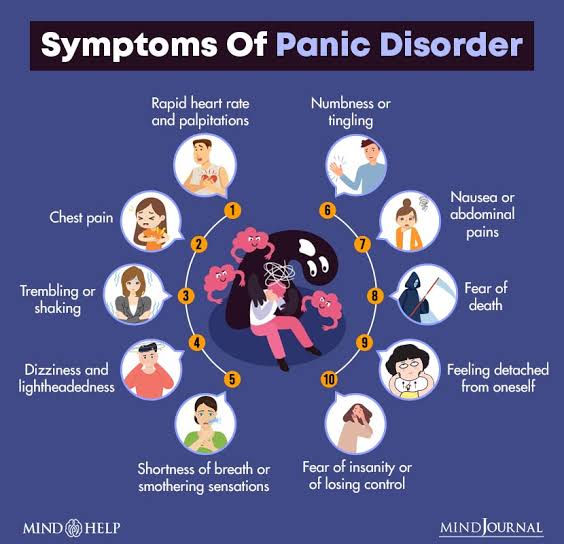 Symptoms Of Panic Disorder
Rapid heart rate
and palpitations
1
Chest pain
2
Trembling or
shaking
3
Dizziness and
lightheadedness
4
Shortness of breath or
smothering sensations
5
Numbness or
tingling
6
Nausea or
abdominal
pains
7
Fear of
death
8
Feeling detached
from oneself
9
Fear of insanity or
of losing control
10
MIND HELP
MINDJOURNAL